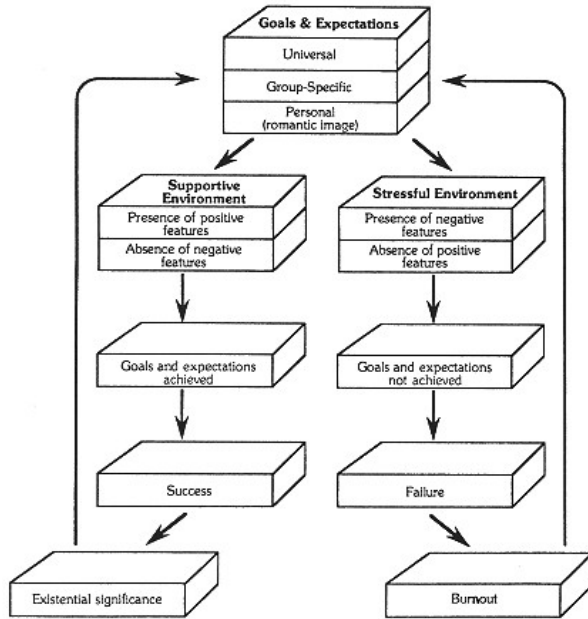 Goals & Expectations
Universal
Group-Specific
Personal
(romantic image)
Supportive
Environment
Presence of positive
features
Absence of negative
features
Stressful Environment
Presence of negative
features
Absence of positive
features
Goals and expectations
achieved
Goals and expectations
not achieved
Success
Failure
Existential significance
Burnout